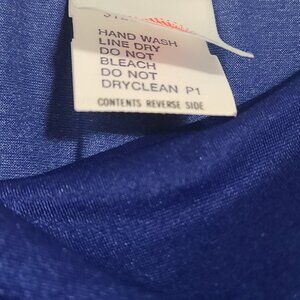 HAND WASH
LINE DRY
DO NOT
BLEACH
DO NOT
DRYCLEAN P1
CONTENTS REVERSE SIDE